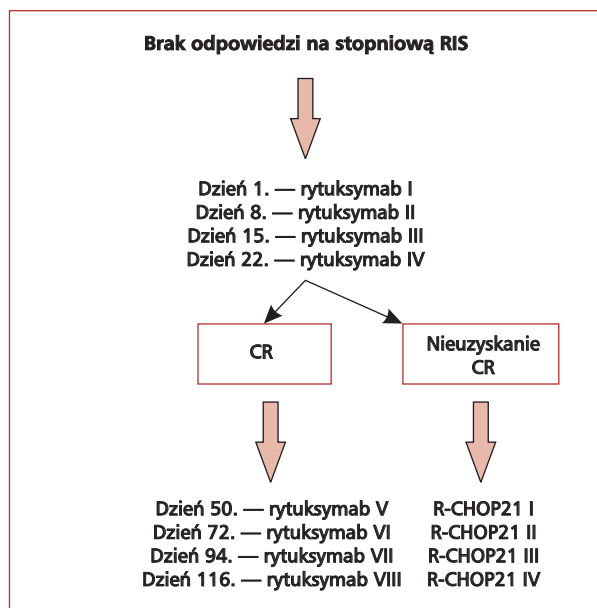 Brak odpowiedzi na stopniową RIS
Dzień 1. — rytuksymab I
Dzień 8. — rytuksymab II
Dzień 15. — rytuksymab III
Dzień 22. — rytuksymab IV
CR
Nieuzyskanie
CR
Dzień 50. — rytuksymab V
Dzień 72. — rytuksymab VI
Dzień 94. — rytuksymab VII
Dzień 116. — rytuksymab VIII
R-CHOP21 I
R-CHOP21 II
R-CHOP21 III
R-CHOP21 IV